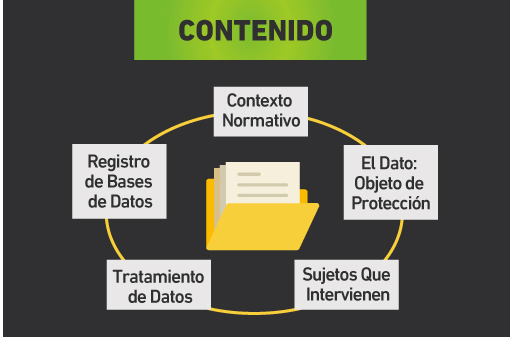 CONTENIDO
Contexto
Normativo
El Dato:
Objeto de
Protección
Sujetos Que
Intervienen
Tratamiento
de Datos
Registro
de Bases
de Datos